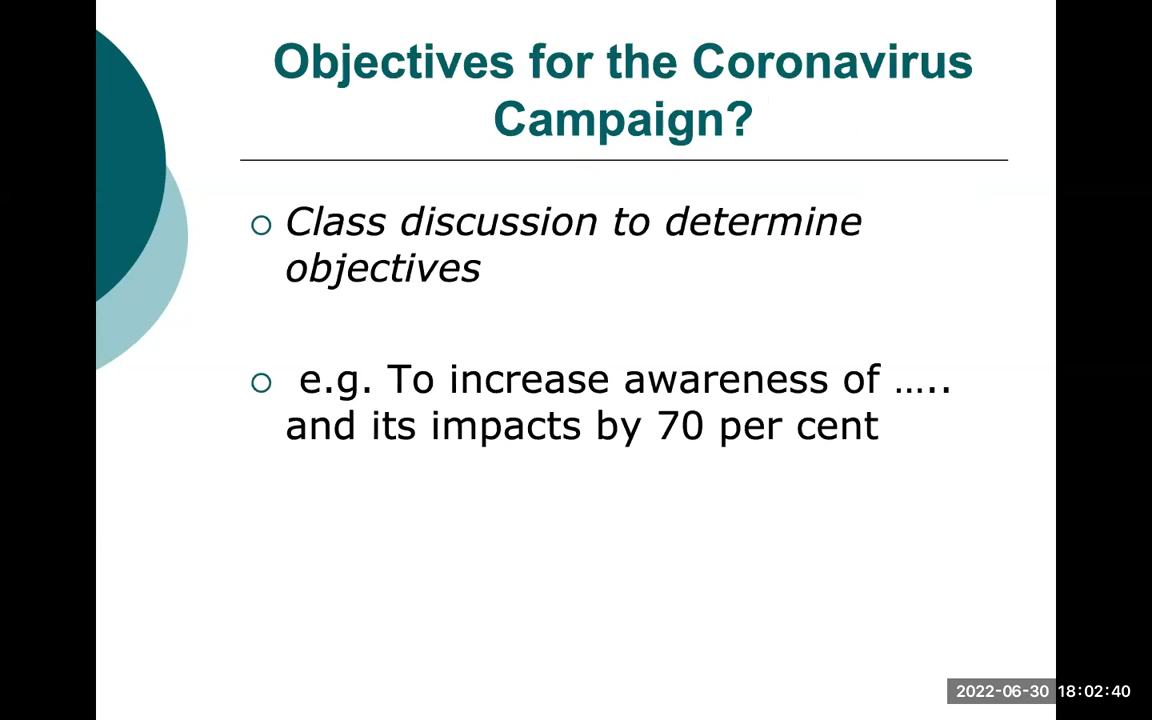 Objectives for the Coronavirus
Campaign?
Class discussion to determine
objectives
e.g. To increase awareness of …..
and its impacts by 70 per cent
2022-06-30 18:02:40